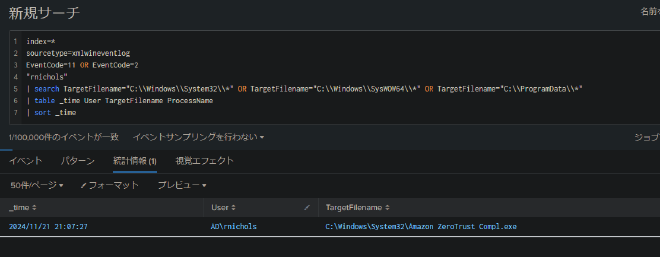 新規サーチ
名前を
1 index=*
2 sourcetype=xmlwineventlog
3 EventCode=11 OR EventCode=2
4 "rnichols"
5 | search TargetFilename="C:\\Windows\\System32\\*" OR TargetFilename="C:\\Windows\\SysWOW64\\*" OR TargetFilename="C:\\ProgramData\\*"
6 | table _time User TargetFilename ProcessName
7 | sort _time
1/100,000件のイベントが一致 イベントサンプリングを行わない
ジョブ
イベント パターン 統計情報 (1) 視覚エフェクト
50件/ページ フォーマット プレビュー
_time User TargetFilename
2024/11/21 21:07:27 AD\rnichols C:\Windows\System32\Amazon ZeroTrust Compl.exe